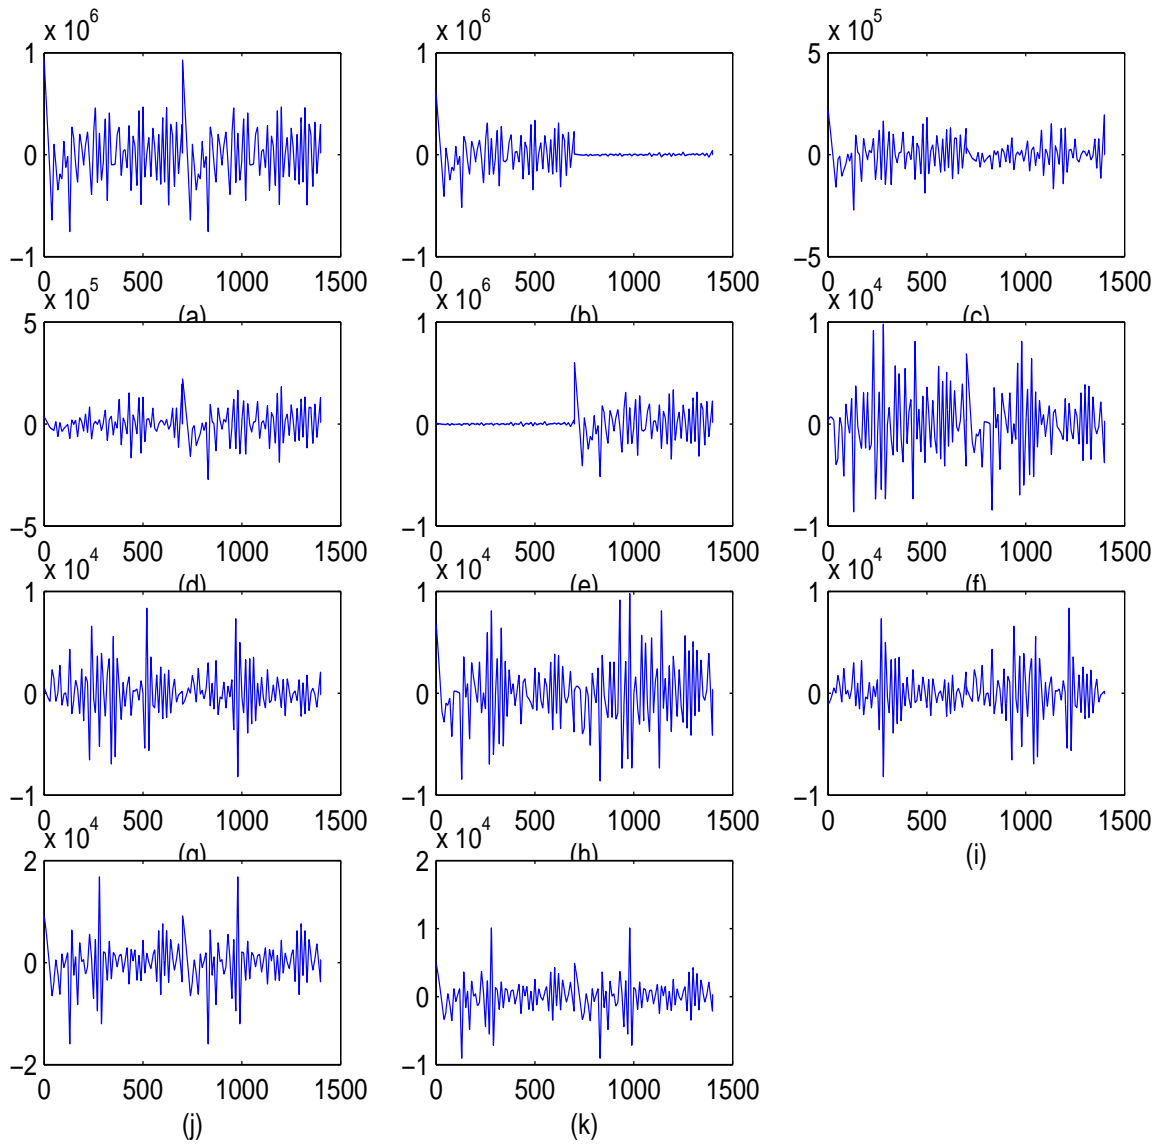 x 10^6 x 10^6 x 10^5
1 1 5
0 0 0
−1 −1 −5
0 500 1000 1500 0 500 1000 1500 0 500 1000 1500
(a) (b) (c)
x 10^5 x 10^6 x 10^4
5 1 1
0 0 0
−5 −1 −1
0 500 1000 1500 0 500 1000 1500 0 500 1000 1500
(d) (e) (f)
x 10^4 x 10^4 x 10^4
1 1 1
0 0 0
−1 −1 −1
0 500 1000 1500 0 500 1000 1500 0 500 1000 1500
(g) (h) (i)
x 10^4 x 10^4
2 2
1
0 0
−2 −1
0 500 1000 1500 0 500 1000 1500
(j) (k)